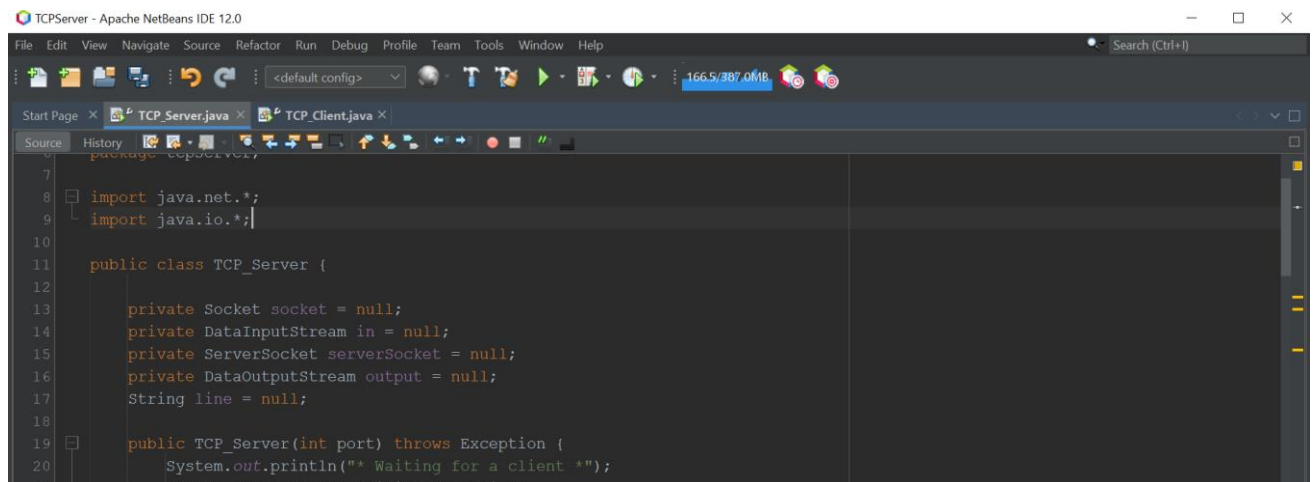 TCPServer - Apache NetBeans IDE 12.0
File Edit View Navigate Source Refactor Run Debug Profile Team Tools Window Help
Search (Ctrl+I)
<default config>
166.5/387.0MB
Start Page TCP_Server.java TCP_Client.java
Source History
6 package tcpServer;
7
8 import java.net.*;
9 import java.io.*;
10
11 public class TCP_Server {
12
13 private Socket socket = null;
14 private DataInputStream in = null;
15 private ServerSocket serverSocket = null;
16 private DataOutputStream output = null;
17 String line = null;
18
19 public TCP_Server(int port) throws Exception {
20 System.out.println("* Waiting for a client *");